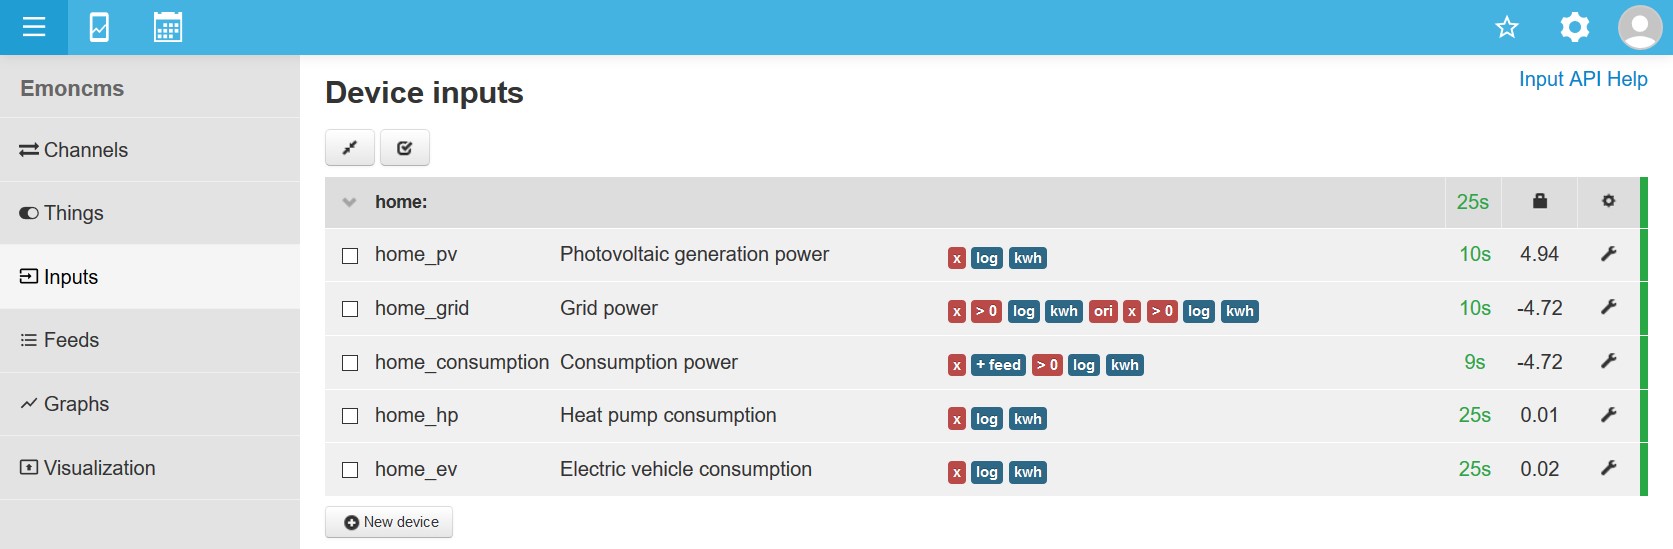 Input API Help
Emoncms
Device inputs
Channels
Things
Inputs
Feeds
Graphs
Visualization
home: 25s
home_pv Photovoltaic generation power x log kwh 10s 4.94
home_grid Grid power x > 0 log kwh ori x > 0 log kwh 10s -4.72
home_consumption Consumption power x + feed > 0 log kwh 9s -4.72
home_hp Heat pump consumption x log kwh 25s 0.01
home_ev Electric vehicle consumption x log kwh 25s 0.02
New device